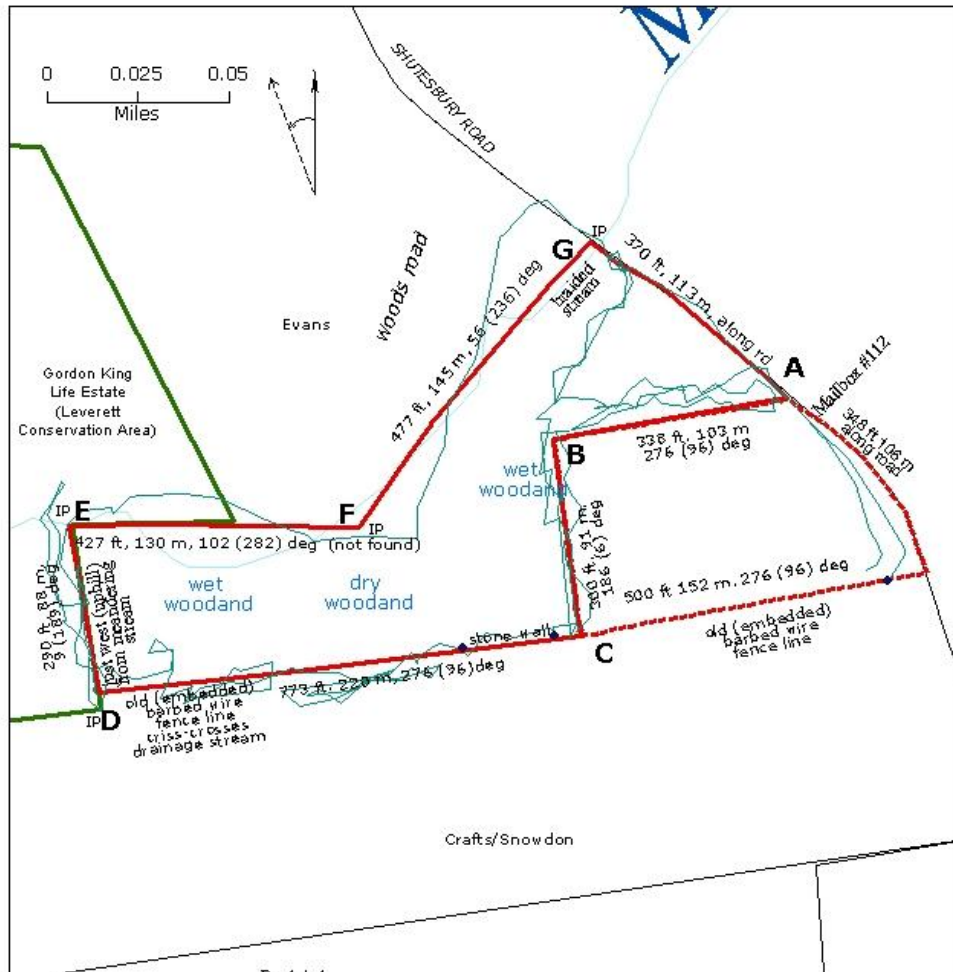 M
0 0.025 0.05
Miles
SHUTESBURY ROAD
woods road
Evans
Gordon King
Life Estate
(Leverett
Conservation Area)
G
IP
braided
stream
370 ft, 113 m, along rd
477 ft, 145 m, 56 (236) deg
A
Mailbox #112
348 ft 106 m
along road
338 ft, 103 m
276 (96) deg
B
wet
woodand
300 ft, 91 m,
186 (6) deg
E
IP
F
IP
427 ft, 130 m, 102 (282) deg (not found)
wet
woodand
dry
woodand
500 ft 152 m. 276 (96) deg
old (embedded)
barbed wire
fence line
290 ft 88 m
9 (189) deg
just west (uphill)
from meandering
stream
stone wall
C
773 ft. 220 m, 276 (96)deg
D
IP
old (embedded)
barbed wire
fence line
criss-crosses
drainage stream
Crafts/Snowdon